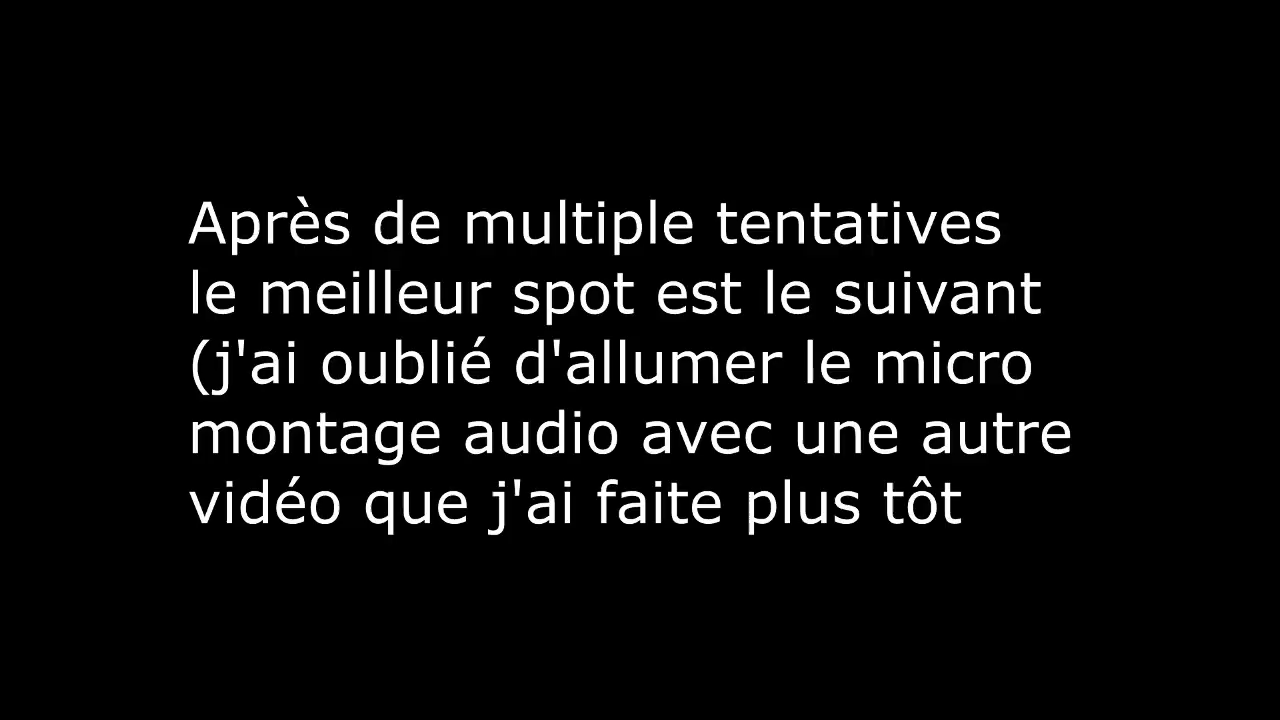 Après de multiple tentatives
le meilleur spot est le suivant
(j'ai oublié d'allumer le micro
montage audio avec une autre
vidéo que j'ai faite plus tôt